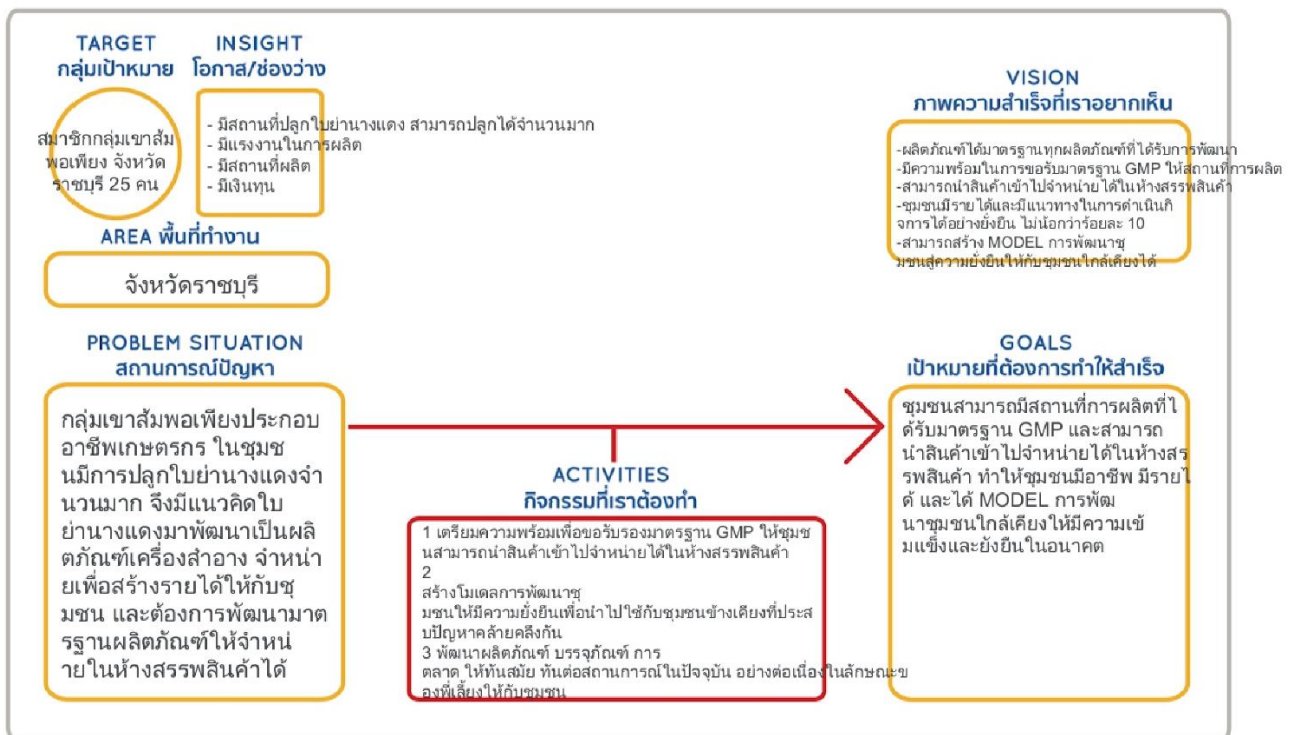 TARGET
กลุ่มเป้าหมาย
สมาชิกกลุ่มเขาส้ม
พอเพียง จังหวัด
ราชบุรี 25 คน
INSIGHT
โอกาส/ช่องว่าง
- มีสถานที่ปลูกใบย่านางแดง สามารถปลูกได้จำนวนมาก
- มีแรงงานในการผลิต
- มีสถานที่ผลิต
- มีเงินทุน
AREA พื้นที่ทำงาน
จังหวัดราชบุรี
VISION
ภาพความสำเร็จที่เราอยากเห็น
-ผลิตภัณฑ์ได้มาตรฐานทุกผลิตภัณฑ์ที่ได้รับการพัฒนา
-มีความพร้อมในการขอรับมาตรฐาน GMP ให้สถานที่การผลิต
-สามารถนำสินค้าเข้าไปจำหน่ายได้ในห้างสรรพสินค้า
-ชุมชนมีรายได้และมีแนวทางในการดำเนินกิ
จการได้อย่างยั่งยืน ไม่น้อกว่าร้อยละ 10
-สามารถสร้าง MODEL การพัฒนาชุ
มชนสู่ความยั่งยืนให้กับชุมชนใกล้เคียงได้
PROBLEM SITUATION
สถานการณ์ปัญหา
กลุ่มเขาส้มพอเพียงประกอบ
อาชีพเกษตรกร ในชุมช
นมีการปลูกใบย่านางแดงจำ
นวนมาก จึงมีแนวคิดใบ
ย่านางแดงมาพัฒนาเป็นผลิ
ตภัณฑ์เครื่องสำอาง จำหน่า
ยเพื่อสร้างรายได้ให้กับชุ
มชน และต้องการพัฒนามาต
รฐานผลิตภัณฑ์ให้จำหน่
ายในห้างสรรพสินค้าได้
ACTIVITIES
กิจกรรมที่เราต้องทำ
1 เตรียมความพร้อมเพื่อขอรับรองมาตรฐาน GMP ให้ชุมช
นสามารถนำสินค้าเข้าไปจำหน่ายได้ในห้างสรรพสินค้า
2
สร้างโมเดลการพัฒนาชุ
มชนให้มีความยั่งยืนเพื่อนำไปใช้กับชุมชนข้างเคียงที่ประส
บปัญหาคล้ายคลึงกัน
3 พัฒนาผลิตภัณฑ์ บรรจุภัณฑ์ การ
ตลาด ให้ทันสมัย ทันต่อสถานการณ์ในปัจจุบัน อย่างต่อเนื่องในลักษณะข
องพี่เลี้ยงให้กับชุมชน
GOALS
เป้าหมายที่ต้องการทำให้สำเร็จ
ชุมชนสามารถมีสถานที่การผลิตที่ไ
ด้รับมาตรฐาน GMP และสามารถ
นำสินค้าเข้าไปจำหน่ายได้ในห้างสร
รพสินค้า ทำให้ชุมชนมีอาชีพ มีรายไ
ด้ และได้ MODEL การพัฒ
นาชุมชนใกล้เคียงให้มีความเข้
มแข็งและยั่งยืนในอนาคต